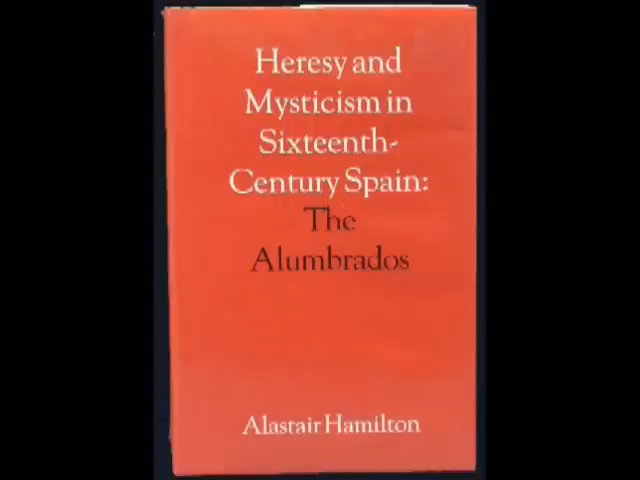 Heresy and
Mysticism in
Sixteenth-
Century Spain:
The
Alumbrados
Alastair Hamilton